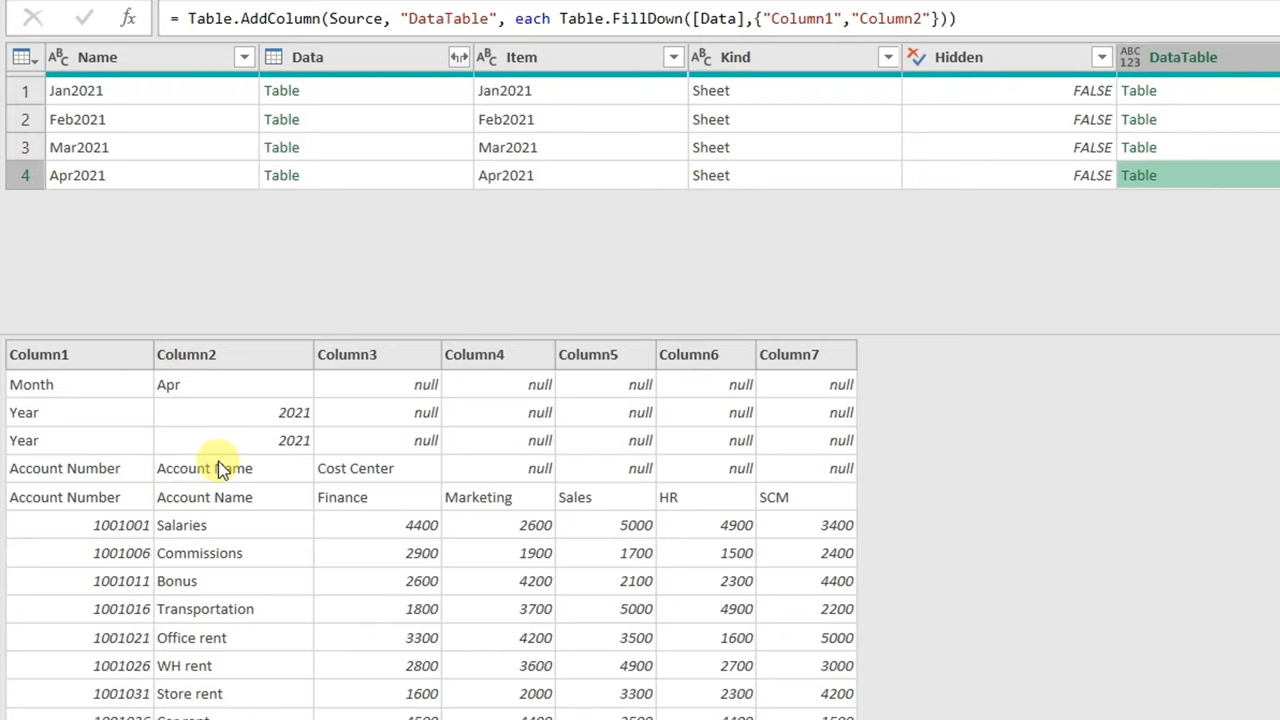 = Table.AddColumn(Source, "DataTable", each Table.FillDown([Data],{"Column1","Column2"}))
Name Data Item Kind Hidden DataTable
1 Jan2021 Table Jan2021 Sheet FALSE Table
2 Feb2021 Table Feb2021 Sheet FALSE Table
3 Mar2021 Table Mar2021 Sheet FALSE Table
4 Apr2021 Table Apr2021 Sheet FALSE Table
Column1 Column2 Column3 Column4 Column5 Column6 Column7
Month Apr null null null null null
Year 2021 null null null null null
Year 2021 null null null null null
Account Number Account Name Cost Center null null null null
Account Number Account Name Finance Marketing Sales HR SCM
1001001 Salaries 4400 2600 5000 4900 3400
1001006 Commissions 2900 1900 1700 1500 2400
1001011 Bonus 2600 4200 2100 2300 4400
1001016 Transportation 1800 3700 5000 4900 2200
1001021 Office rent 3300 4200 3500 1600 5000
1001026 WH rent 2800 3600 4900 2700 3000
1001031 Store rent 1600 2000 3300 2300 4200